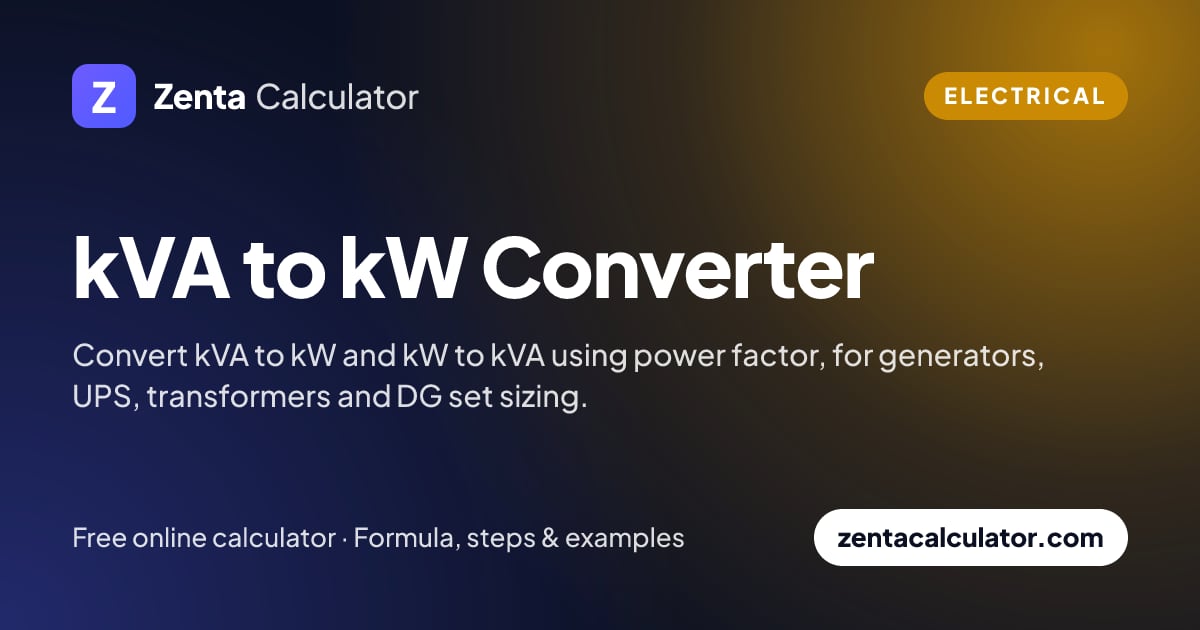 Z
Zenta Calculator
ELECTRICAL
kVA to kW Converter
Convert kVA to kW and kW to kVA using power factor, for generators,
UPS, transformers and DG set sizing.
Free online calculator · Formula, steps & examples
zentacalculator.com